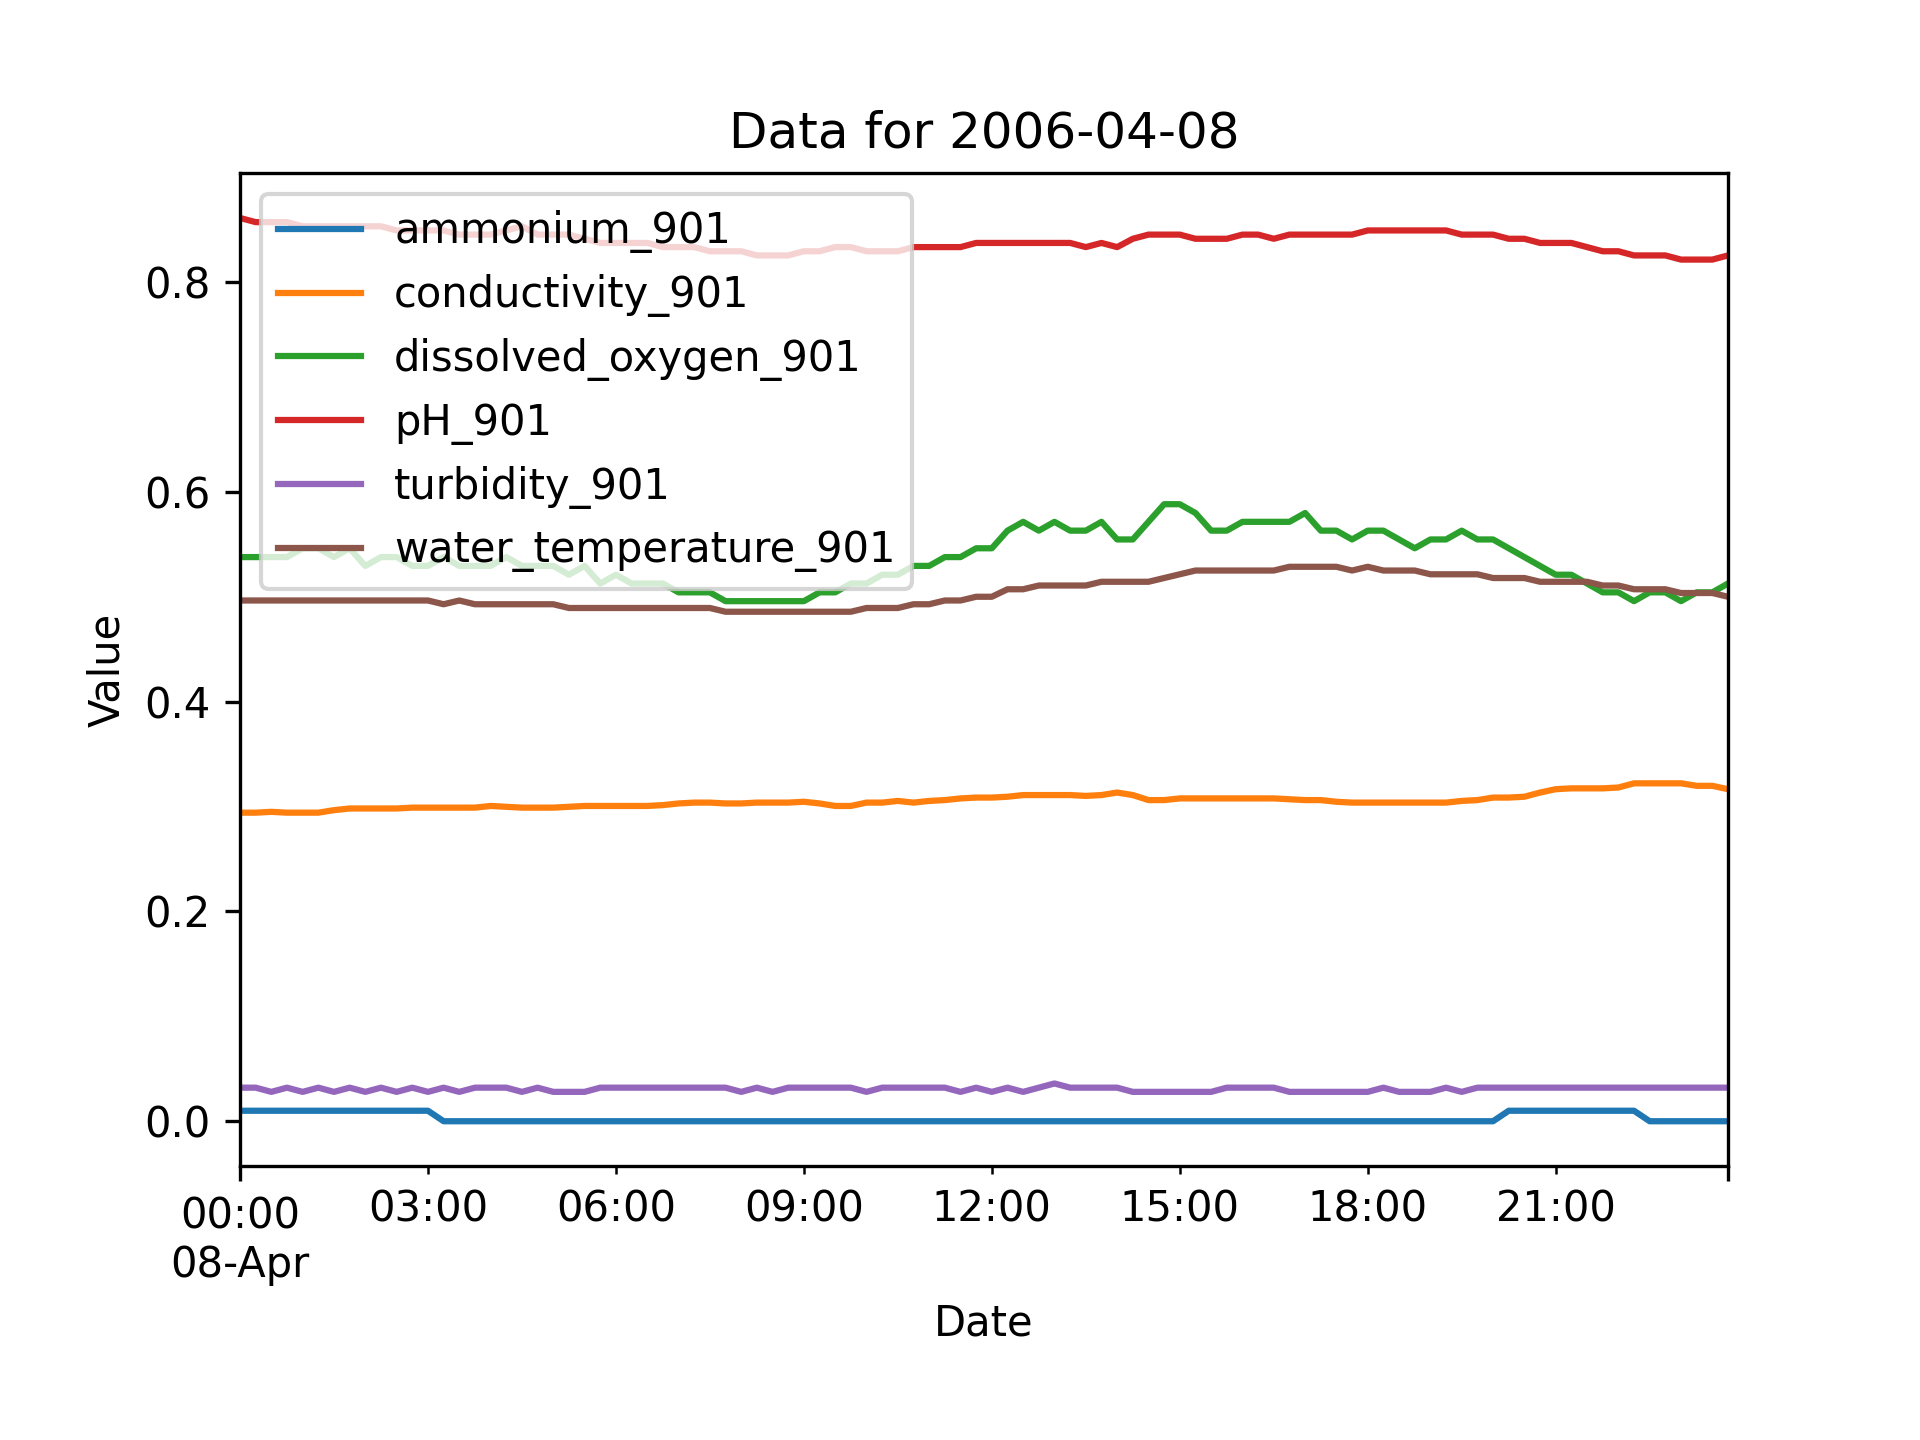 Data for 2006-04-08
ammonium_901
conductivity_901
dissolved_oxygen_901
pH_901
turbidity_901
water_temperature_901
Value
0.8
0.6
0.4
0.2
0.0
00:00 03:00 06:00 09:00 12:00 15:00 18:00 21:00
08-Apr
Date